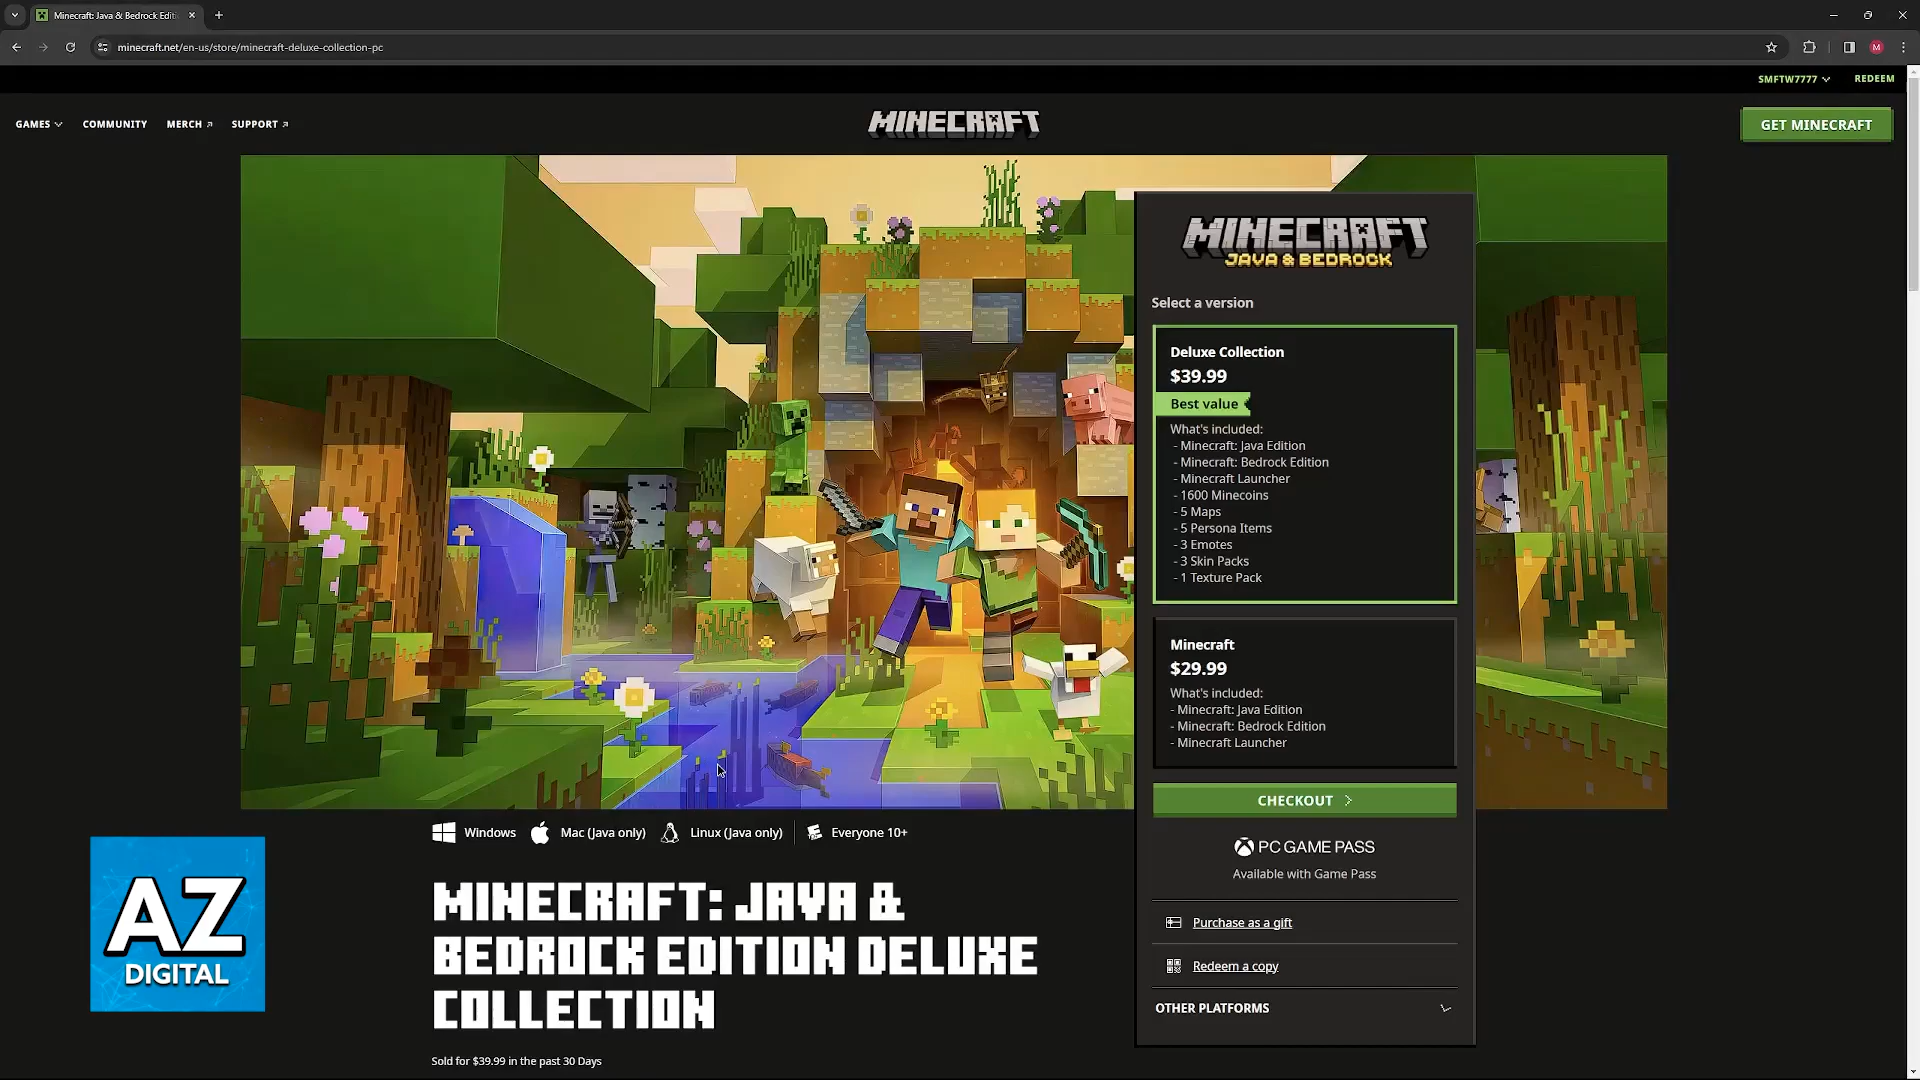 Minecraft: Java & Bedrock Editi
minecraft.net/en-us/store/minecraft-deluxe-collection-pc
M
SMFTW7777
REDEEM
GAMES
COMMUNITY
MERCH
SUPPORT
MINECRAFT
GET MINECRAFT
MINECRAFT
JAVA & BEDROCK
Select a version
Deluxe Collection
$39.99
Best value
What's included:
- Minecraft: Java Edition
- Minecraft: Bedrock Edition
- Minecraft Launcher
- 1600 Minecoins
- 5 Maps
- 5 Persona Items
- 3 Emotes
- 3 Skin Packs
- 1 Texture Pack
Minecraft
$29.99
What's included:
- Minecraft: Java Edition
- Minecraft: Bedrock Edition
- Minecraft Launcher
CHECKOUT
PC GAME PASS
Available with Game Pass
Purchase as a gift
Redeem a copy
OTHER PLATFORMS
Windows
Mac (Java only)
Linux (Java only)
Everyone 10+
MINECRAFT: JAVA &
BEDROCK EDITION DELUXE
COLLECTION
Sold for $39.99 in the past 30 Days
AZ
DIGITAL